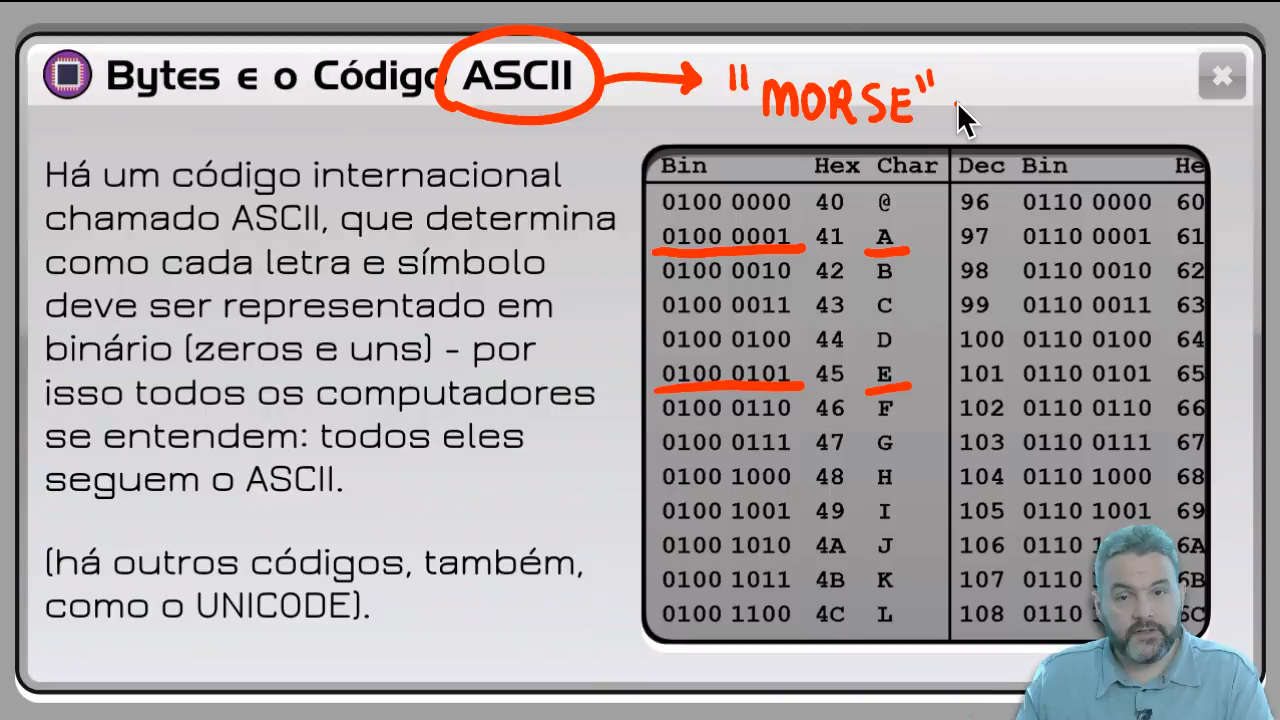 Bytes e o Código ASCII "MORSE"
Há um código internacional
chamado ASCII, que determina
como cada letra e símbolo
deve ser representado em
binário (zeros e uns) - por
isso todos os computadores
se entendem: todos eles
seguem o ASCII.
(há outros códigos, também,
como o UNICODE).
Bin Hex Char Dec Bin He
0100 0000 40 @ 96 0110 0000 60
0100 0001 41 A 97 0110 0001 61
0100 0010 42 B 98 0110 0010 62
0100 0011 43 C 99 0110 0011 63
0100 0100 44 D 100 0110 0100 64
0100 0101 45 E 101 0110 0101 65
0100 0110 46 F 102 0110 0110 66
0100 0111 47 G 103 0110 0111 67
0100 1000 48 H 104 0110 1000 68
0100 1001 49 I 105 0110 1001 69
0100 1010 4A J 106 0110 6A
0100 1011 4B K 107 0110 6B
0100 1100 4C L 108 0110 6C